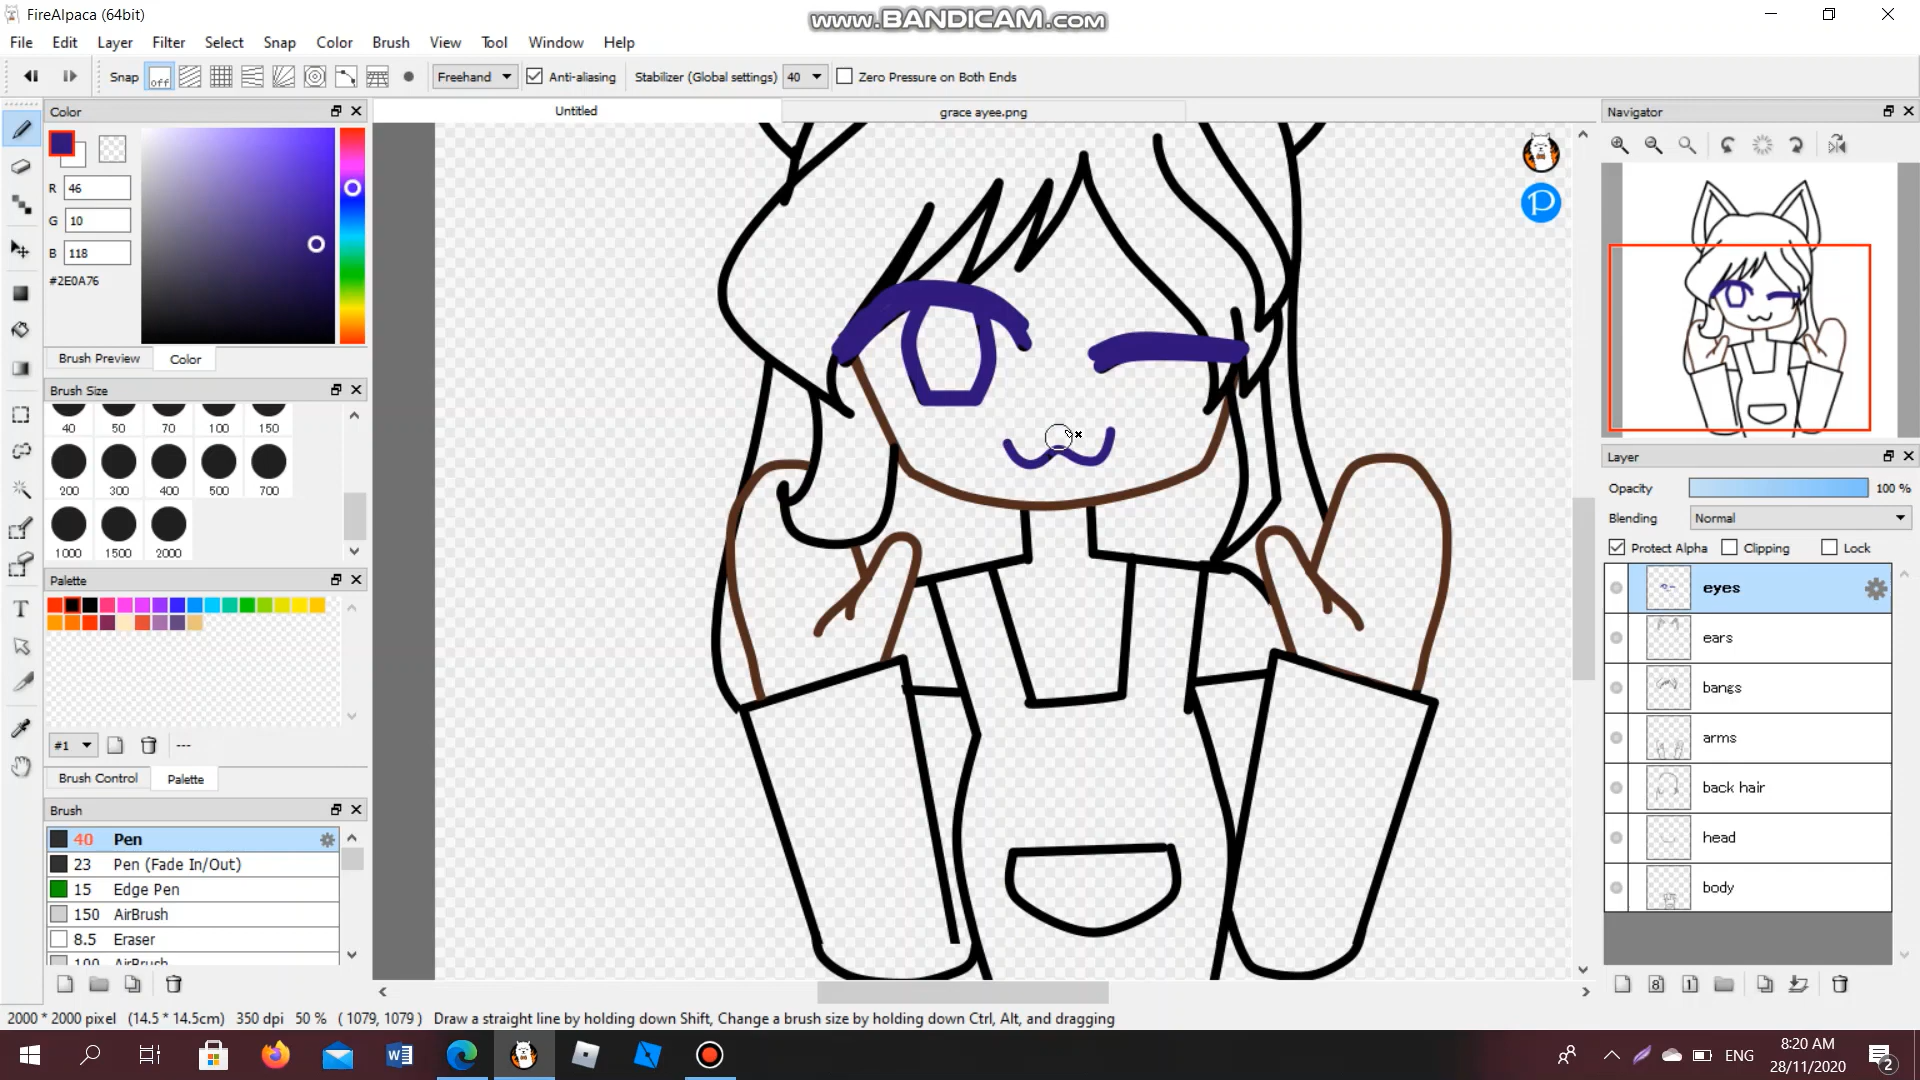 FireAlpaca (64bit)
www.BANDICAM.com
File Edit Layer Filter Select Snap Color Brush View Tool Window Help
Snap off Freehand Anti-aliasing Stabilizer (Global settings) 40 Zero Pressure on Both Ends
Color
Untitled
grace ayee.png
Navigator
R 46
G 10
B 118
#2E0A76
Brush Preview Color
Brush Size
40 50 70 100 150
200 300 400 500 700
1000 1500 2000
Palette
#1 ---
Brush Control Palette
Brush
40 Pen
23 Pen (Fade In/Out)
15 Edge Pen
150 AirBrush
8.5 Eraser
100 AirBrush
Layer
Opacity 100 %
Blending Normal
Protect Alpha Clipping Lock
eyes
ears
bangs
arms
back hair
head
body
8 1
2000 * 2000 pixel (14.5 * 14.5cm) 350 dpi 50 % ( 1079, 1079 ) Draw a straight line by holding down Shift, Change a brush size by holding down Ctrl, Alt, and dragging
ENG
8:20 AM
28/11/2020
2